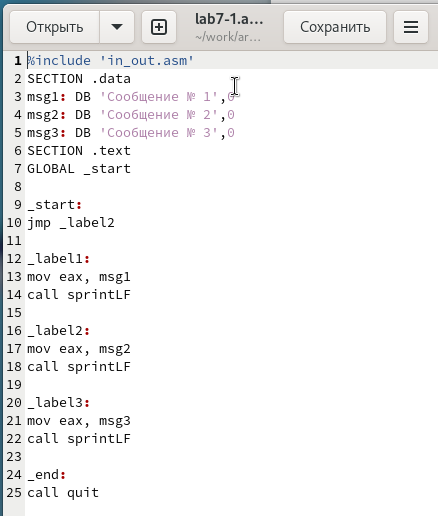 Открыть
lab7-1.a...
~/work/ar...
Сохранить
1 %include 'in_out.asm'
2 SECTION .data
3 msg1: DB 'Сообщение № 1',0
4 msg2: DB 'Сообщение № 2',0
5 msg3: DB 'Сообщение № 3',0
6 SECTION .text
7 GLOBAL _start
8
9 _start:
10 jmp _label2
11
12 _label1:
13 mov eax, msg1
14 call sprintLF
15
16 _label2:
17 mov eax, msg2
18 call sprintLF
19
20 _label3:
21 mov eax, msg3
22 call sprintLF
23
24 _end:
25 call quit